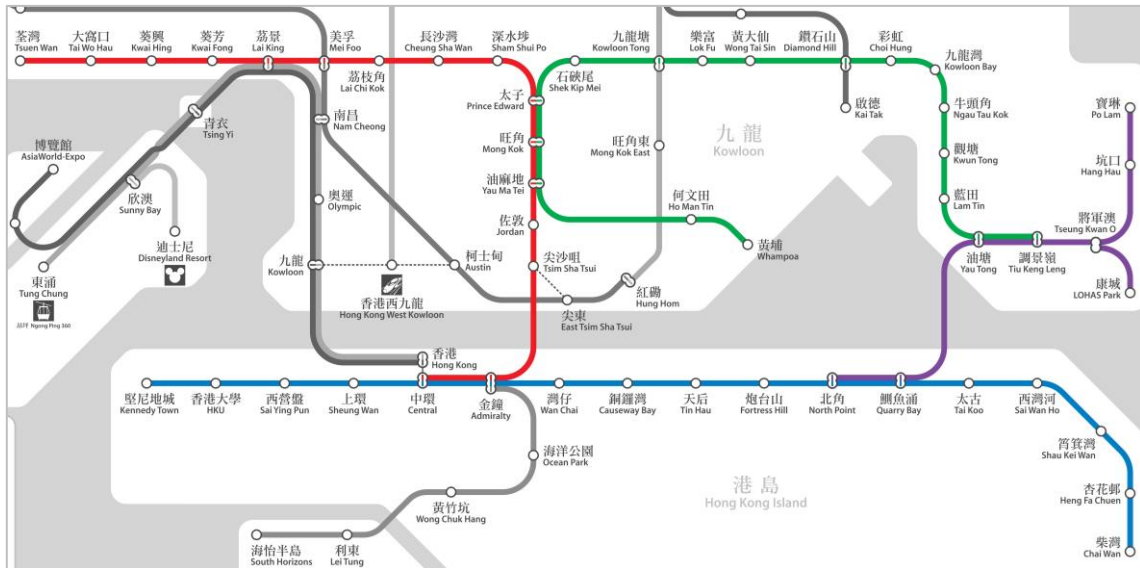 荃灣
Tsuen Wan
大窩口
Tai Wo Hau
葵興
Kwai Hing
葵芳
Kwai Fong
荔景
Lai King
美孚
Mei Foo
荔枝角
Lai Chi Kok
長沙灣
Cheung Sha Wan
深水埗
Sham Shui Po
石硤尾
Shek Kip Mei
九龍塘
Kowloon Tong
樂富
Lok Fu
黃大仙
Wong Tai Sin
鑽石山
Diamond Hill
彩虹
Choi Hung
九龍灣
Kowloon Bay
太子
Prince Edward
啟德
Kai Tak
牛頭角
Ngau Tau Kok
寶琳
Po Lam
青衣
Tsing Yi
南昌
Nam Cheong
旺角
Mong Kok
旺角東
Mong Kok East
九龍
Kowloon
觀塘
Kwun Tong
坑口
Hang Hau
博覽館
AsiaWorld-Expo
欣澳
Sunny Bay
奧運
Olympic
油麻地
Yau Ma Tei
何文田
Ho Man Tin
藍田
Lam Tin
將軍澳
Tseung Kwan O
迪士尼
Disneyland Resort
佐敦
Jordan
黃埔
Whampoa
油塘
Yau Tong
調景嶺
Tiu Keng Leng
東涌
Tung Chung
Ngong Ping 360
九龍
Kowloon
香港西九龍
Hong Kong West Kowloon
柯士甸
Austin
尖沙咀
Tsim Sha Tsui
尖東
East Tsim Sha Tsui
紅磡
Hung Hom
康城
LOHAS Park
香港
Hong Kong
堅尼地城
Kennedy Town
香港大學
HKU
西營盤
Sai Ying Pun
上環
Sheung Wan
中環
Central
金鐘
Admiralty
灣仔
Wan Chai
銅鑼灣
Causeway Bay
天后
Tin Hau
炮台山
Fortress Hill
北角
North Point
鰂魚涌
Quarry Bay
太古
Tai Koo
西灣河
Sai Wan Ho
筲箕灣
Shau Kei Wan
海洋公園
Ocean Park
港島
Hong Kong Island
杏花邨
Heng Fa Chuen
黃竹坑
Wong Chuk Hang
海怡半島
South Horizons
利東
Lei Tung
柴灣
Chai Wan